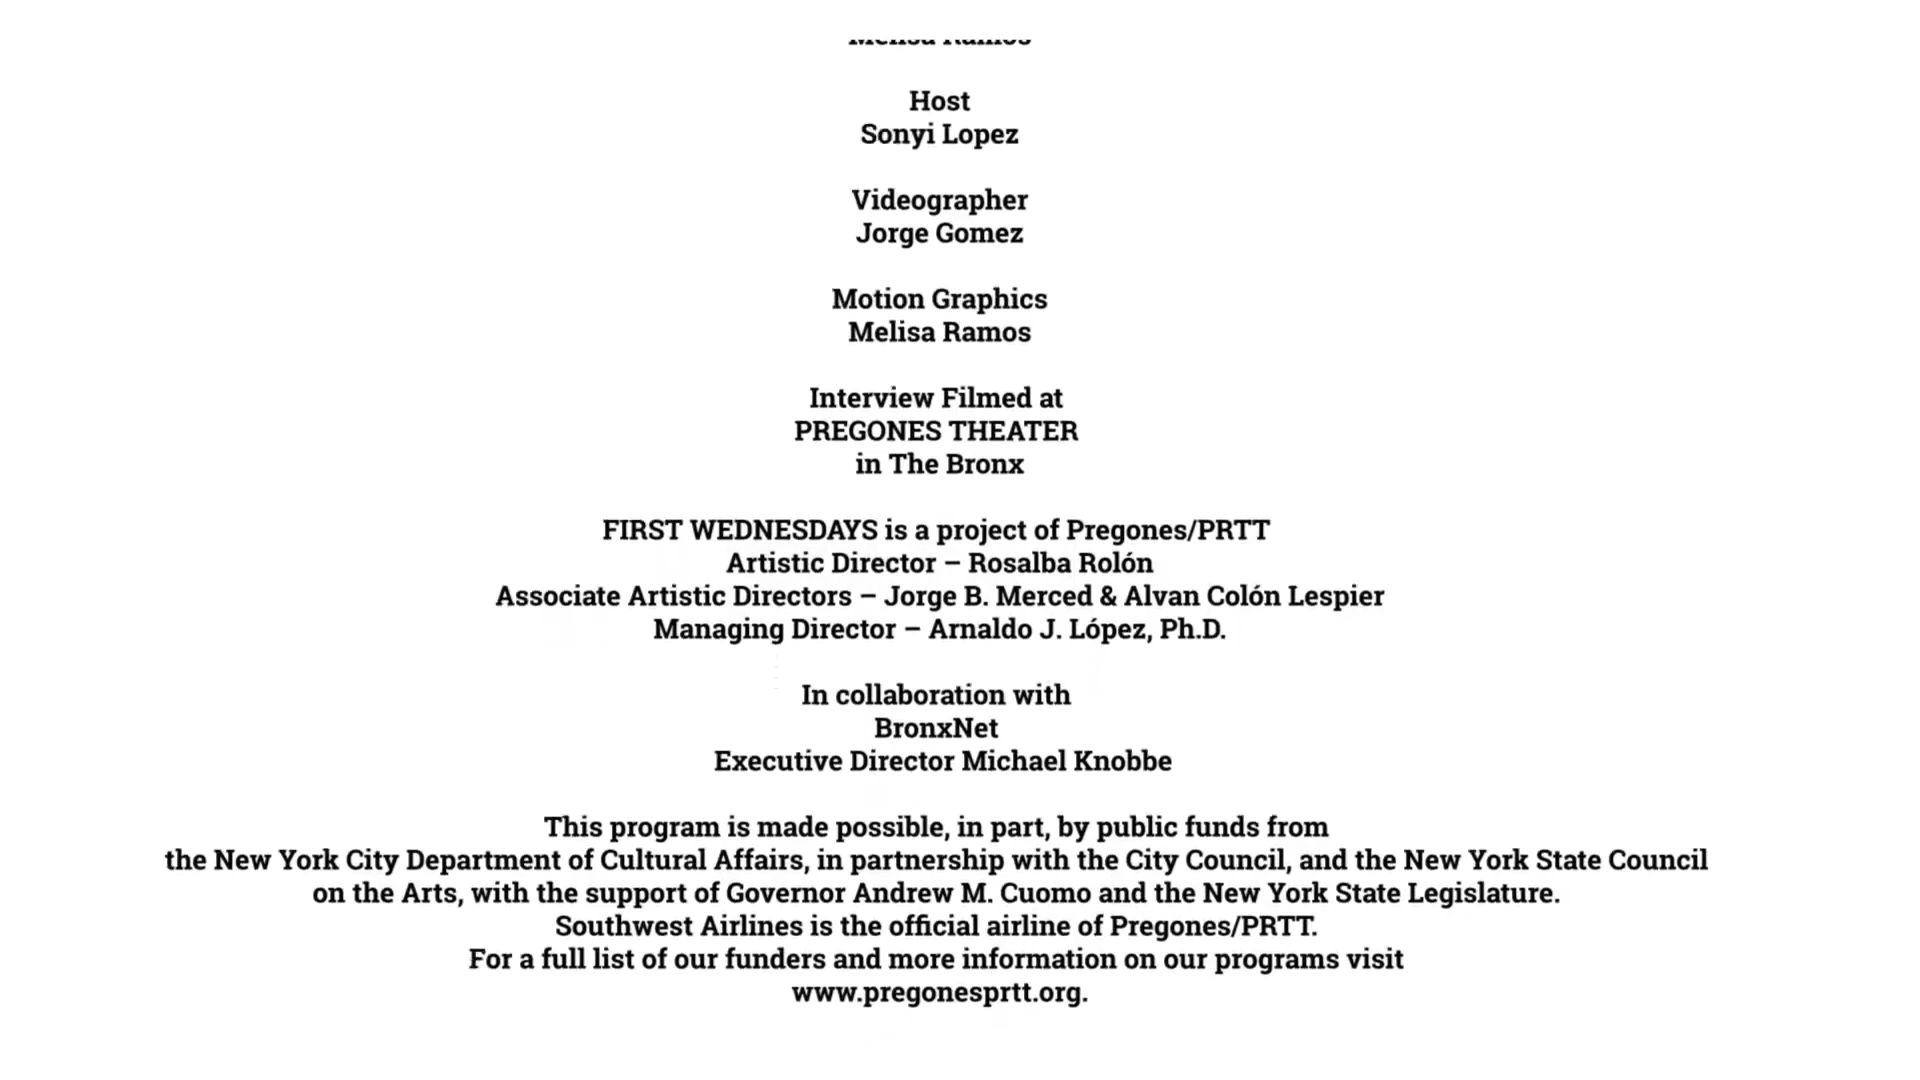 Melisa Ramos
Host
Sonyi Lopez
Videographer
Jorge Gomez
Motion Graphics
Melisa Ramos
Interview Filmed at
PREGONES THEATER
in The Bronx
FIRST WEDNESDAYS is a project of Pregones/PRTT
Artistic Director – Rosalba Rolón
Associate Artistic Directors – Jorge B. Merced & Alvan Colón Lespier
Managing Director – Arnaldo J. López, Ph.D.
In collaboration with
BronxNet
Executive Director Michael Knobbe
This program is made possible, in part, by public funds from
the New York City Department of Cultural Affairs, in partnership with the City Council, and the New York State Council
on the Arts, with the support of Governor Andrew M. Cuomo and the New York State Legislature.
Southwest Airlines is the official airline of Pregones/PRTT.
For a full list of our funders and more information on our programs visit
www.pregonesprtt.org.